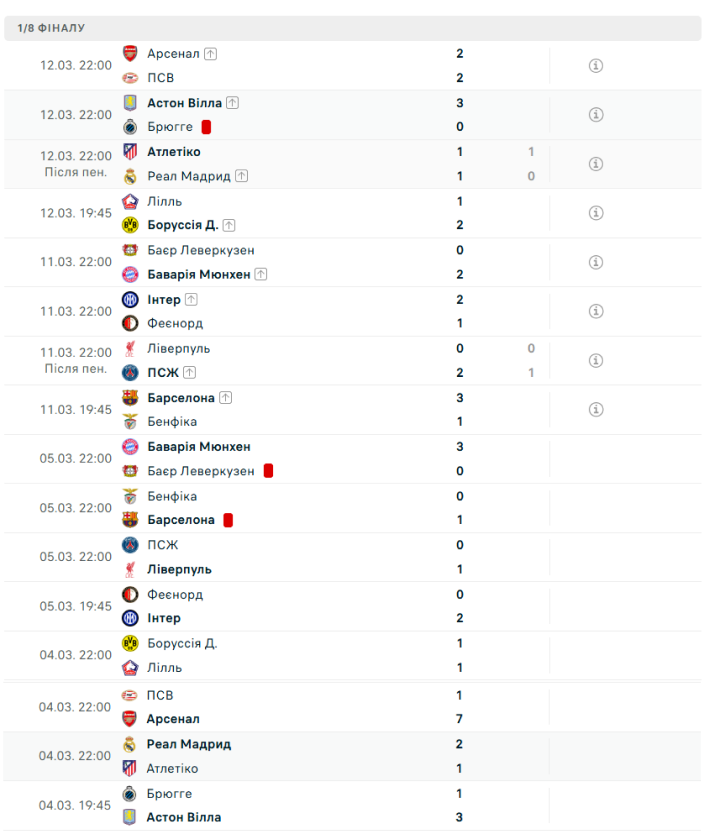 1/8 ФІНАЛУ
12.03. 22:00
Арсенал 2
ПСВ 2
12.03. 22:00
Астон Вілла 3
Брюгге 0
12.03. 22:00
Після пен.
Атлетіко 1 1
Реал Мадрид 1 0
12.03. 19:45
Лілль 1
Боруссія Д. 2
11.03. 22:00
Баєр Леверкузен 0
Баварія Мюнхен 2
11.03. 22:00
Інтер 2
Феєнорд 1
11.03. 22:00
Після пен.
Ліверпуль 0 0
ПСЖ 2 1
11.03. 19:45
Барселона 3
Бенфіка 1
05.03. 22:00
Баварія Мюнхен 3
Баєр Леверкузен 0
05.03. 22:00
Бенфіка 0
Барселона 1
05.03. 22:00
ПСЖ 0
Ліверпуль 1
05.03. 19:45
Феєнорд 0
Інтер 2
04.03. 22:00
Боруссія Д. 1
Лілль 1
04.03. 22:00
ПСВ 1
Арсенал 7
04.03. 22:00
Реал Мадрид 2
Атлетіко 1
04.03. 19:45
Брюгге 1
Астон Вілла 3